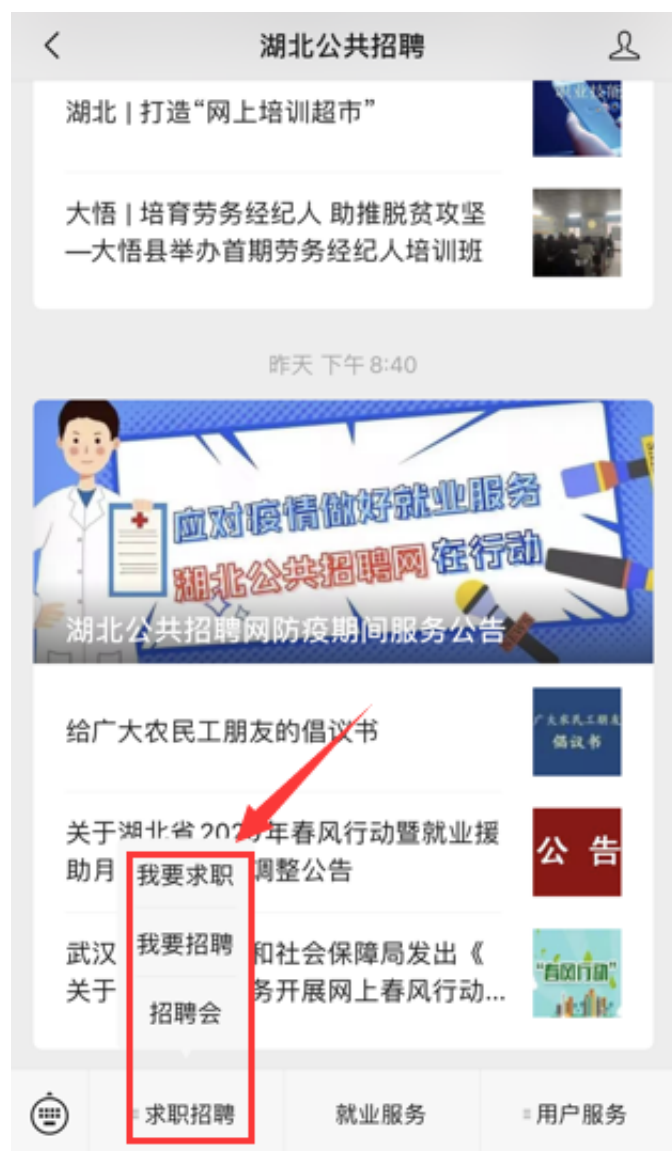 湖北公共招聘
湖北 | 打造“网上培训超市”
职业技能
大悟 | 培育劳务经纪人 助推脱贫攻坚
—大悟县举办首期劳务经纪人培训班
昨天 下午 8:40
应对疫情做好就业服务
湖北公共招聘网在行动
湖北公共招聘网防疫期间服务公告
给广大农民工朋友的倡议书
广大农民工朋友
倡议书
关于湖北省 202 年春风行动暨就业援
助月 调整公告
公 告
武汉 和社会保障局发出《
关于 务开展网上春风行动...
“春风行动”
我要求职
我要招聘
招聘会
求职招聘
就业服务
用户服务